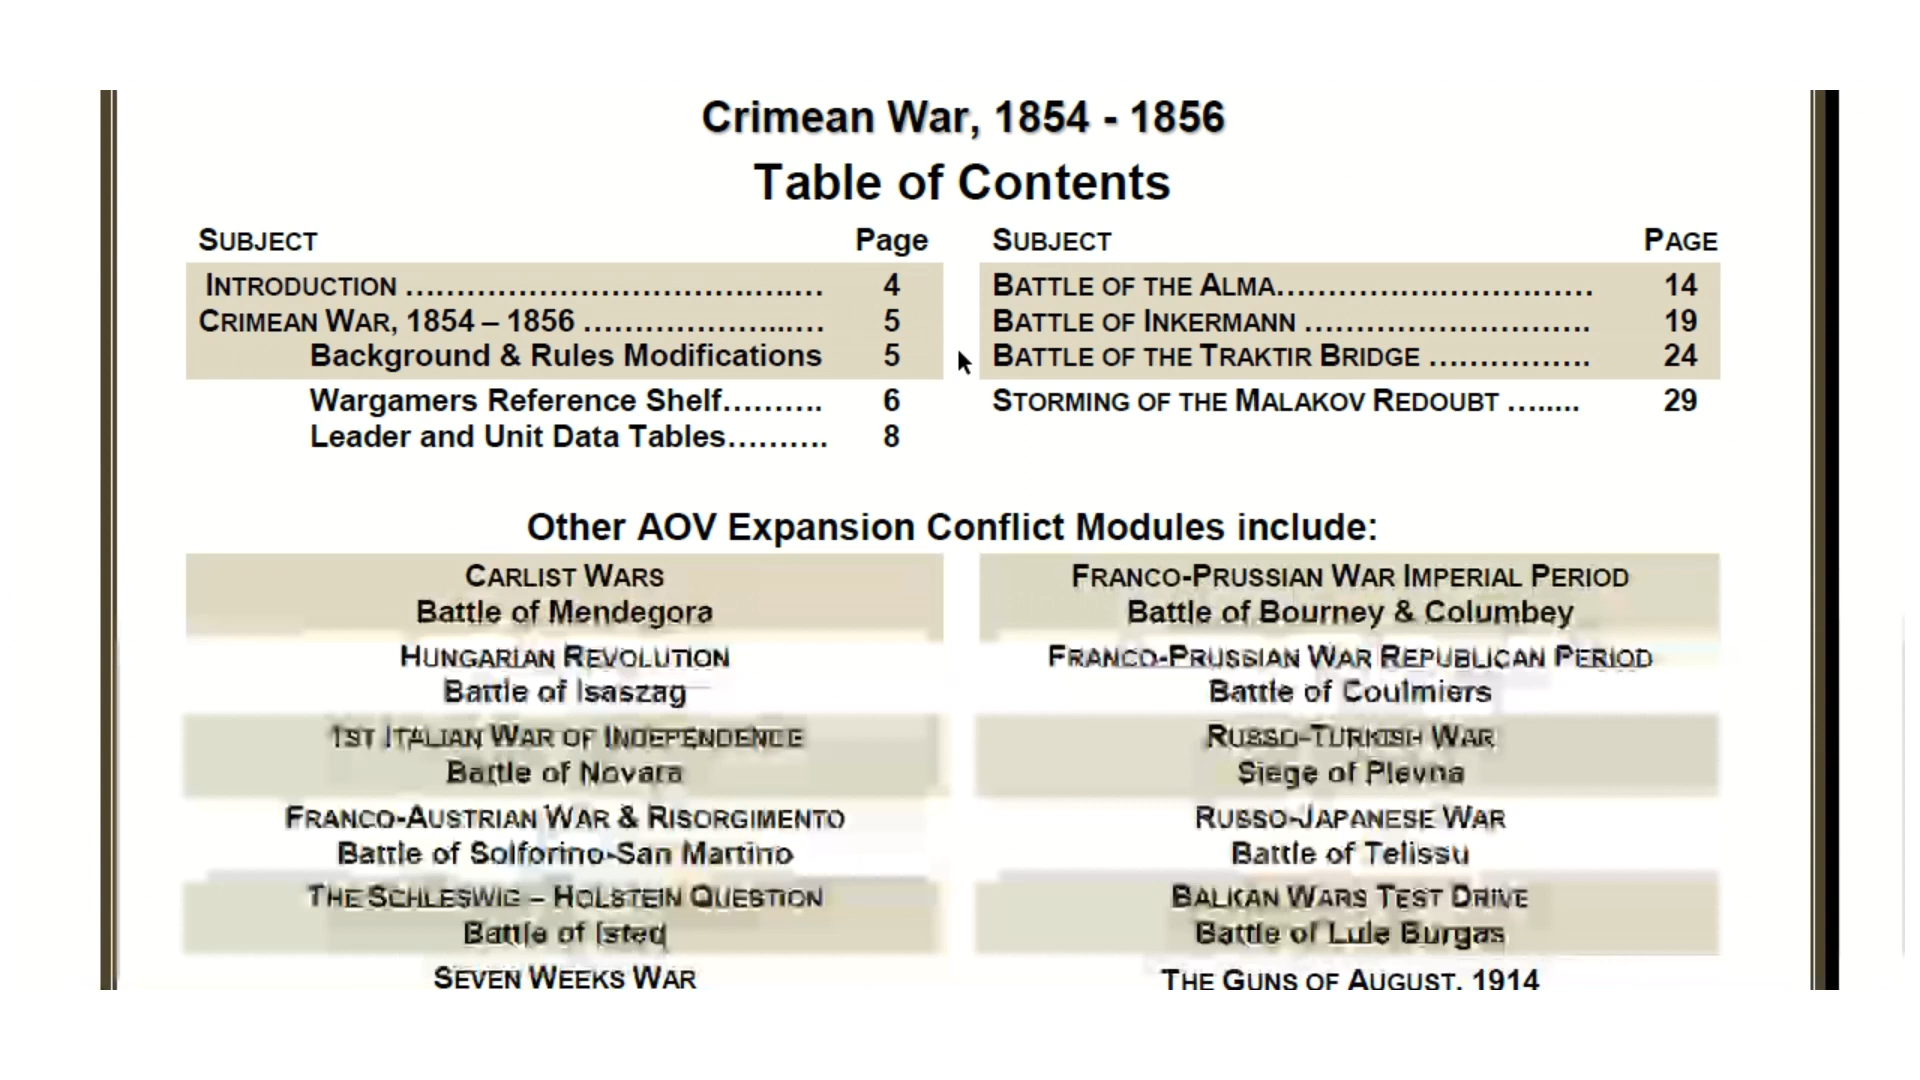 Crimean War, 1854 - 1856
Table of Contents
SUBJECT Page
INTRODUCTION ........................................ 4
CRIMEAN WAR, 1854 – 1856 ........................ 5
Background & Rules Modifications 5
Wargamers Reference Shelf.......... 6
Leader and Unit Data Tables.......... 8
SUBJECT PAGE
BATTLE OF THE ALMA............................... 14
BATTLE OF INKERMANN ............................ 19
BATTLE OF THE TRAKTIR BRIDGE ................ 24
STORMING OF THE MALAKOV REDOUBT ........ 29
Other AOV Expansion Conflict Modules include:
CARLIST WARS
Battle of Mendegora
HUNGARIAN REVOLUTION
Battle of Isaszag
1ST ITALIAN WAR OF INDEPENDENCE
Battle of Novara
FRANCO-AUSTRIAN WAR & RISORGIMENTO
Battle of Solforino-San Martino
THE SCHLESWIG – HOLSTEIN QUESTION
Battle of Isted
SEVEN WEEKS WAR
FRANCO-PRUSSIAN WAR IMPERIAL PERIOD
Battle of Bourney & Columbey
FRANCO-PRUSSIAN WAR REPUBLICAN PERIOD
Battle of Coulmiers
RUSSO-TURKISH WAR
Siege of Plevna
RUSSO-JAPANESE WAR
Battle of Telissu
BALKAN WARS TEST DRIVE
Battle of Lule Burgas
THE GUNS OF AUGUST, 1914